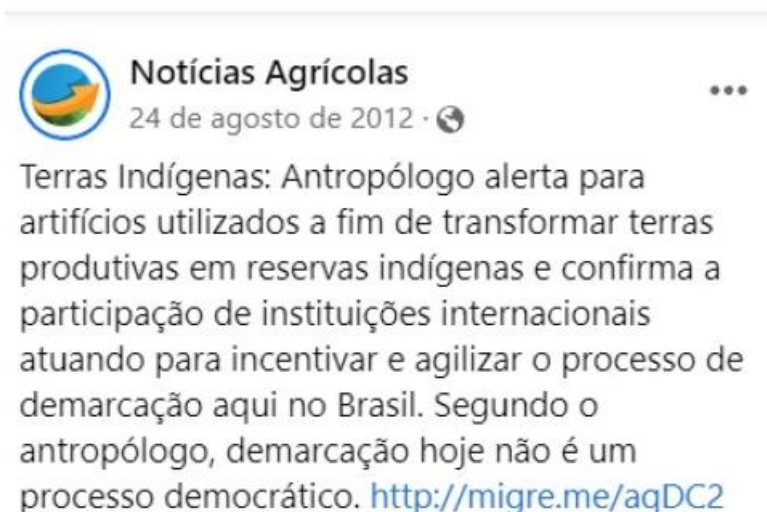 Notícias Agrícolas
24 de agosto de 2012 ·
Terras Indígenas: Antropólogo alerta para
artifícios utilizados a fim de transformar terras
produtivas em reservas indígenas e confirma a
participação de instituições internacionais
atuando para incentivar e agilizar o processo de
demarcação aqui no Brasil. Segundo o
antropólogo, demarcação hoje não é um
processo democrático. http://migre.me/aqDC2